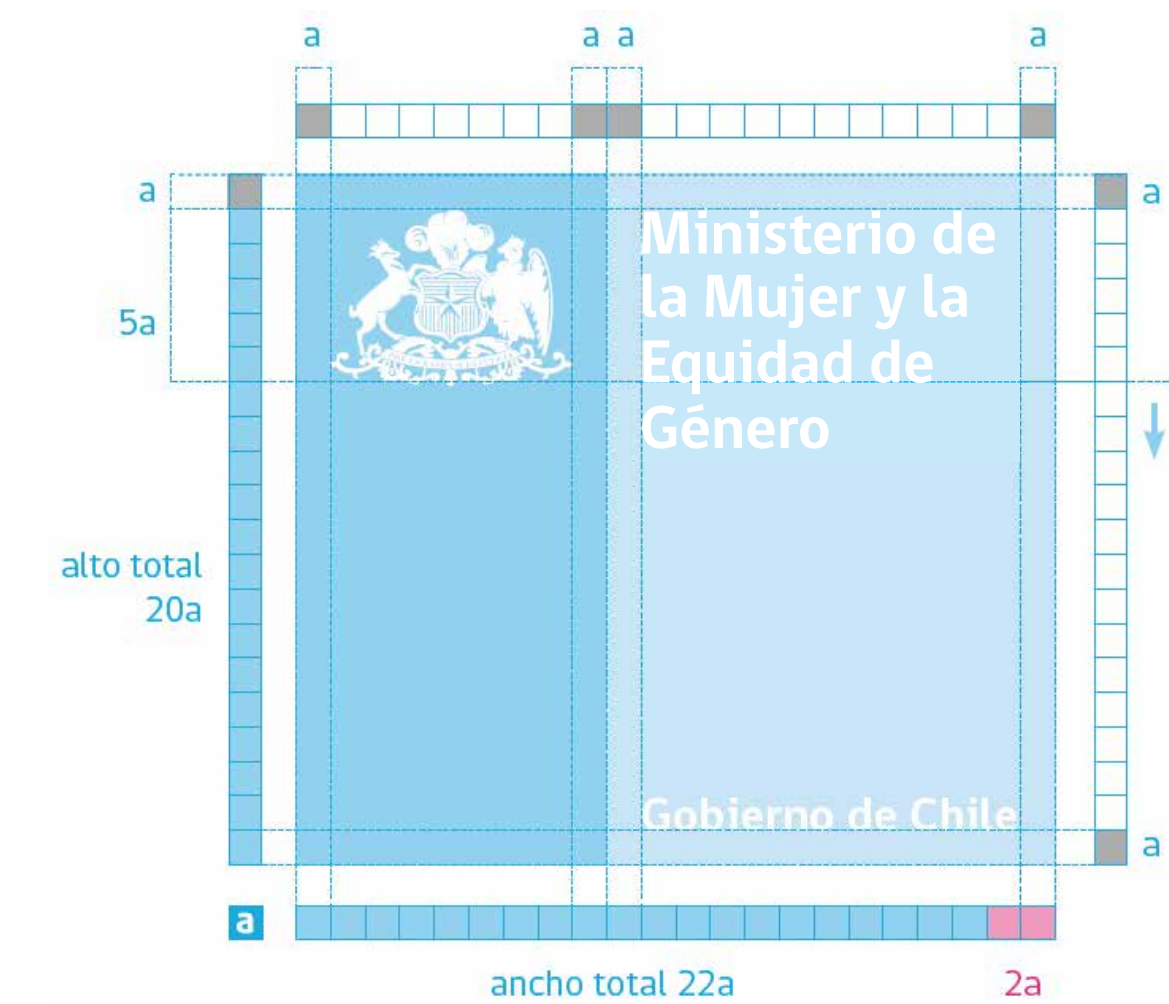 a
a a
a
a
a
5a
Ministerio de
la Mujer y la
Equidad de
Género
alto total
20a
Gobierno de Chile
a
a
ancho total 22a
2a